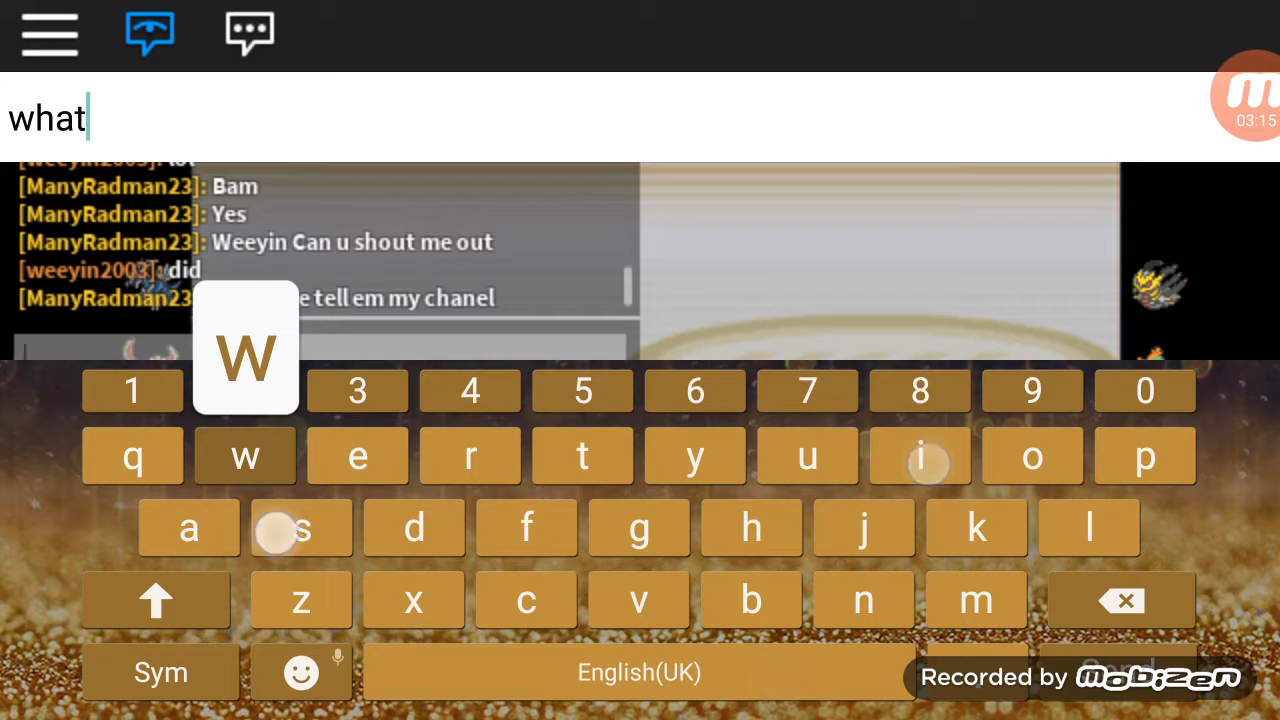 what
03:15
[ManyRadman23]: Bam
[ManyRadman23]: Yes
[ManyRadman23]: Weeyin Can u shout me out
[weeyin2003]: did
[ManyRadman23 e tell em my chanel
W
1 3 4 5 6 7 8 9 0
q w e r t y u i o p
a s d f g h j k l
z x c v b n m
Sym English(UK) Send
Recorded by mobizen